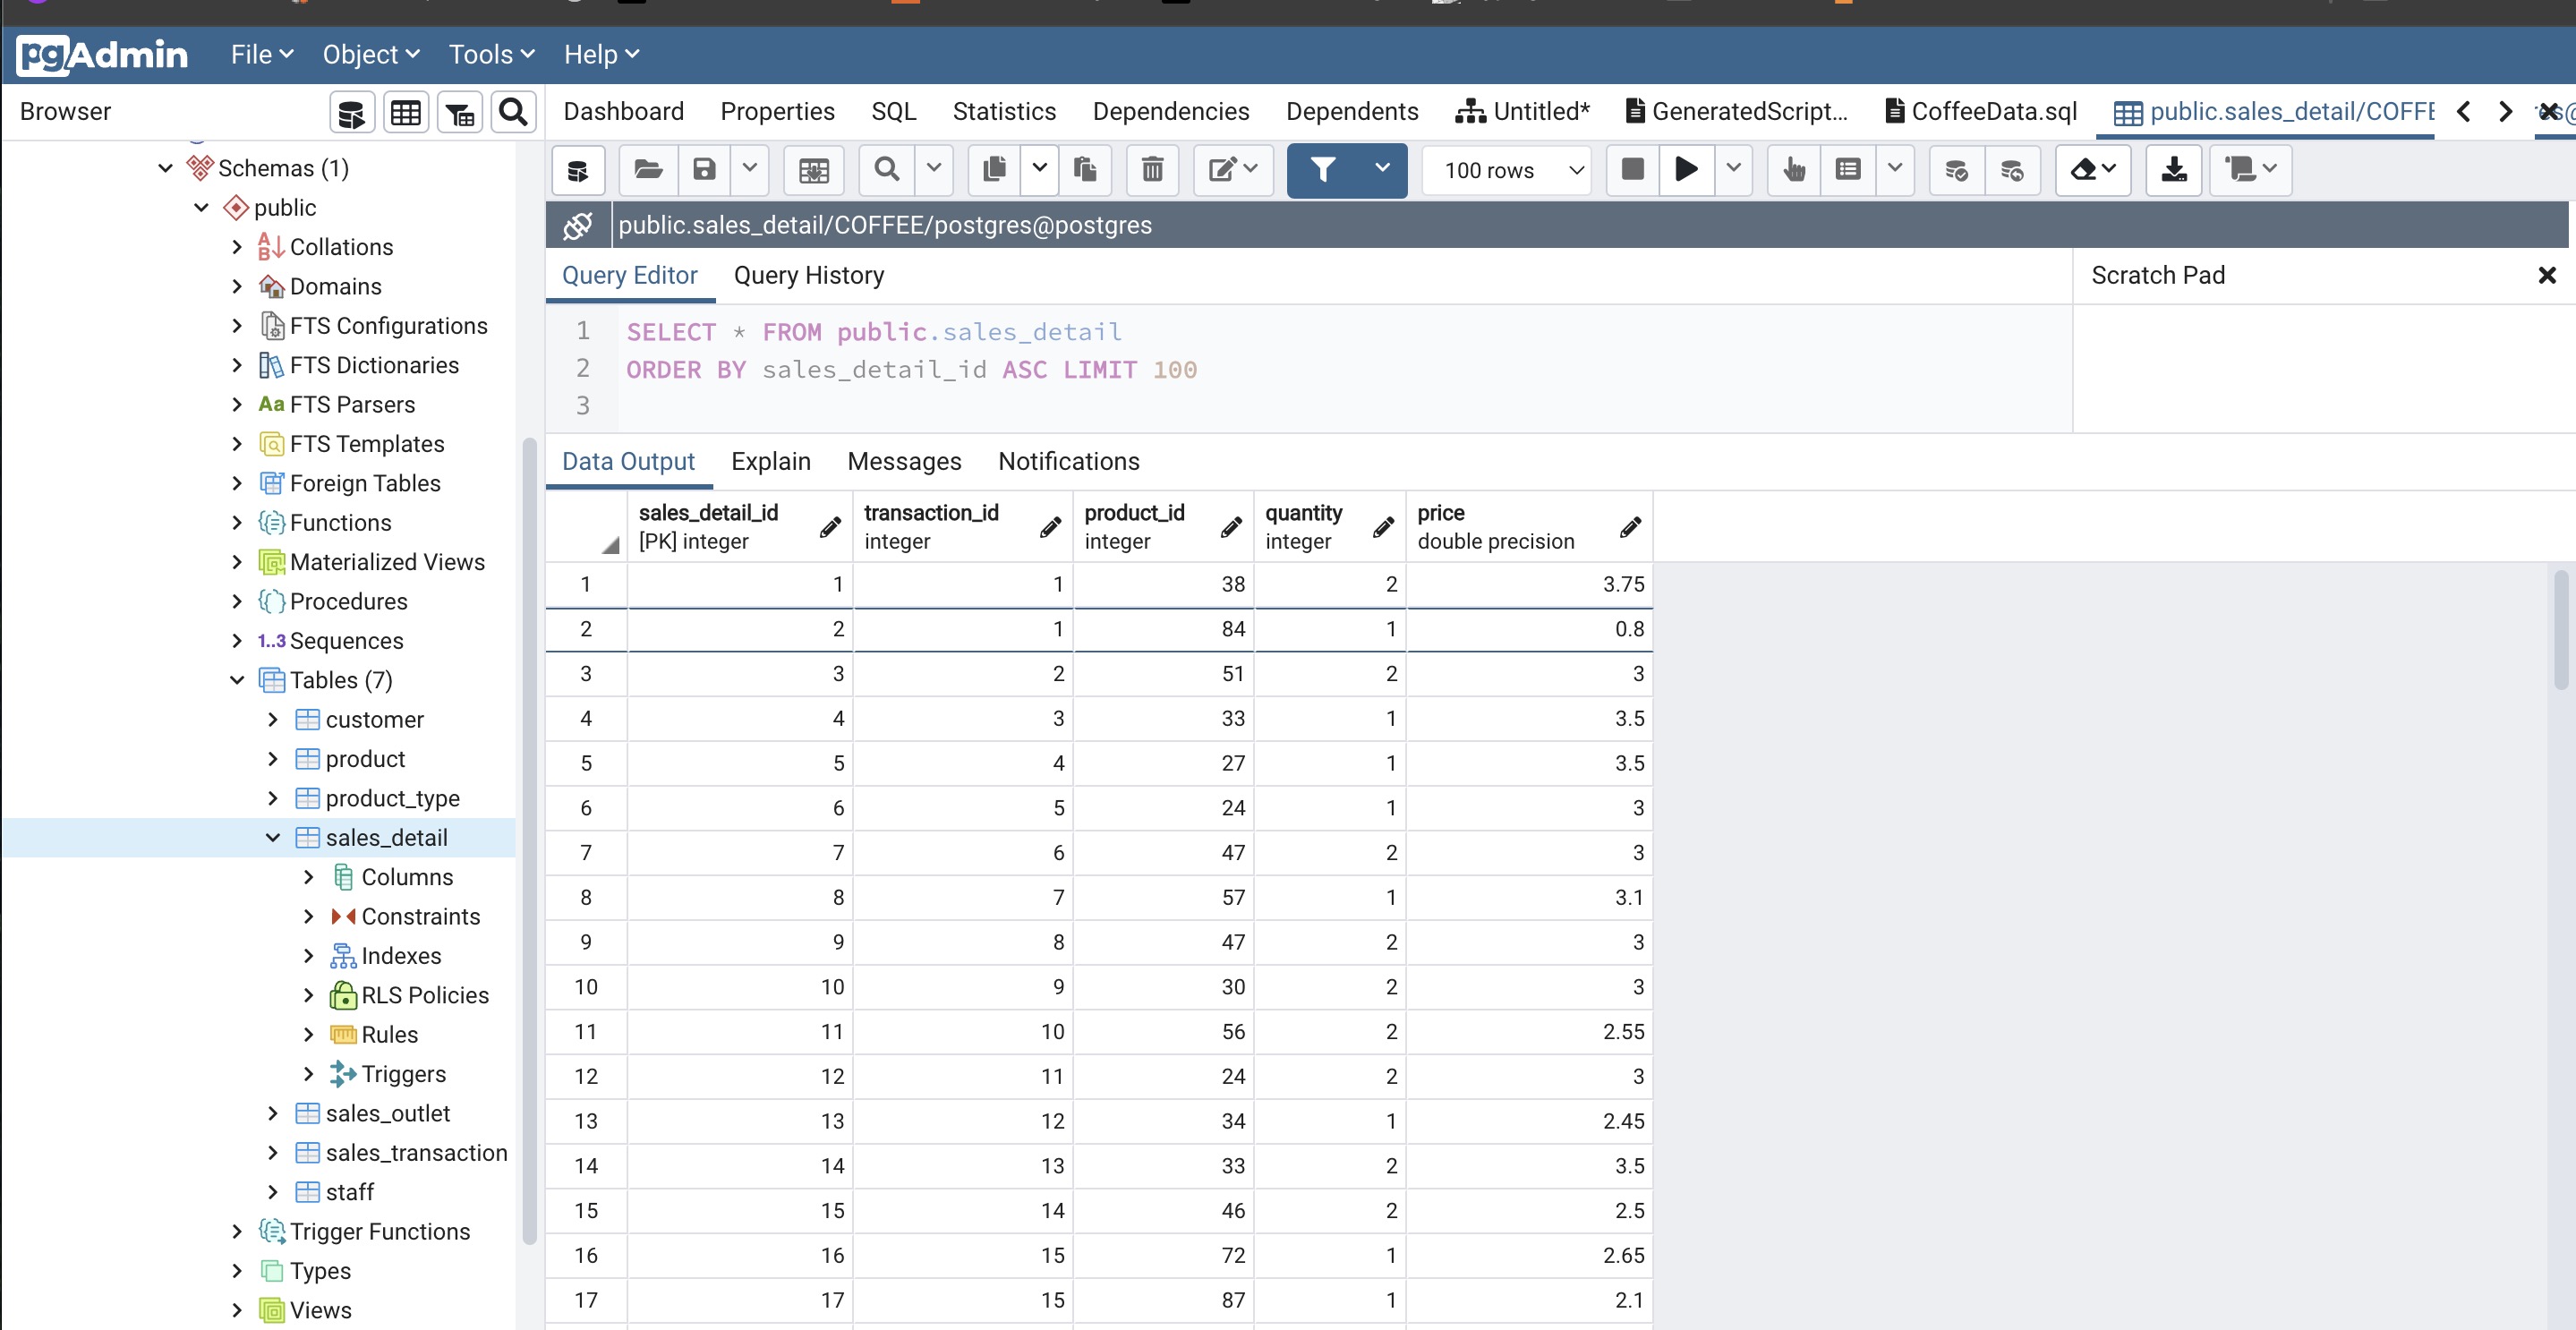 pgAdmin File Object Tools Help
Browser
Dashboard Properties SQL Statistics Dependencies Dependents Untitled* GeneratedScript... CoffeeData.sql public.sales_detail/COFFE
100 rows
public.sales_detail/COFFEE/postgres@postgres
Schemas (1)
public
Collations
Domains
FTS Configurations
FTS Dictionaries
Aa FTS Parsers
FTS Templates
Foreign Tables
Functions
Materialized Views
Procedures
1..3 Sequences
Tables (7)
customer
product
product_type
sales_detail
Columns
Constraints
Indexes
RLS Policies
Rules
Triggers
sales_outlet
sales_transaction
staff
Trigger Functions
Types
Views
Query Editor Query History
Scratch Pad
1 SELECT * FROM public.sales_detail
2 ORDER BY sales_detail_id ASC LIMIT 100
3
Data Output Explain Messages Notifications
sales_detail_id transaction_id product_id quantity price
[PK] integer integer integer integer double precision
1 1 1 38 2 3.75
2 2 1 84 1 0.8
3 3 2 51 2 3
4 4 3 33 1 3.5
5 5 4 27 1 3.5
6 6 5 24 1 3
7 7 6 47 2 3
8 8 7 57 1 3.1
9 9 8 47 2 3
10 10 9 30 2 3
11 11 10 56 2 2.55
12 12 11 24 2 3
13 13 12 34 1 2.45
14 14 13 33 2 3.5
15 15 14 46 2 2.5
16 16 15 72 1 2.65
17 17 15 87 1 2.1